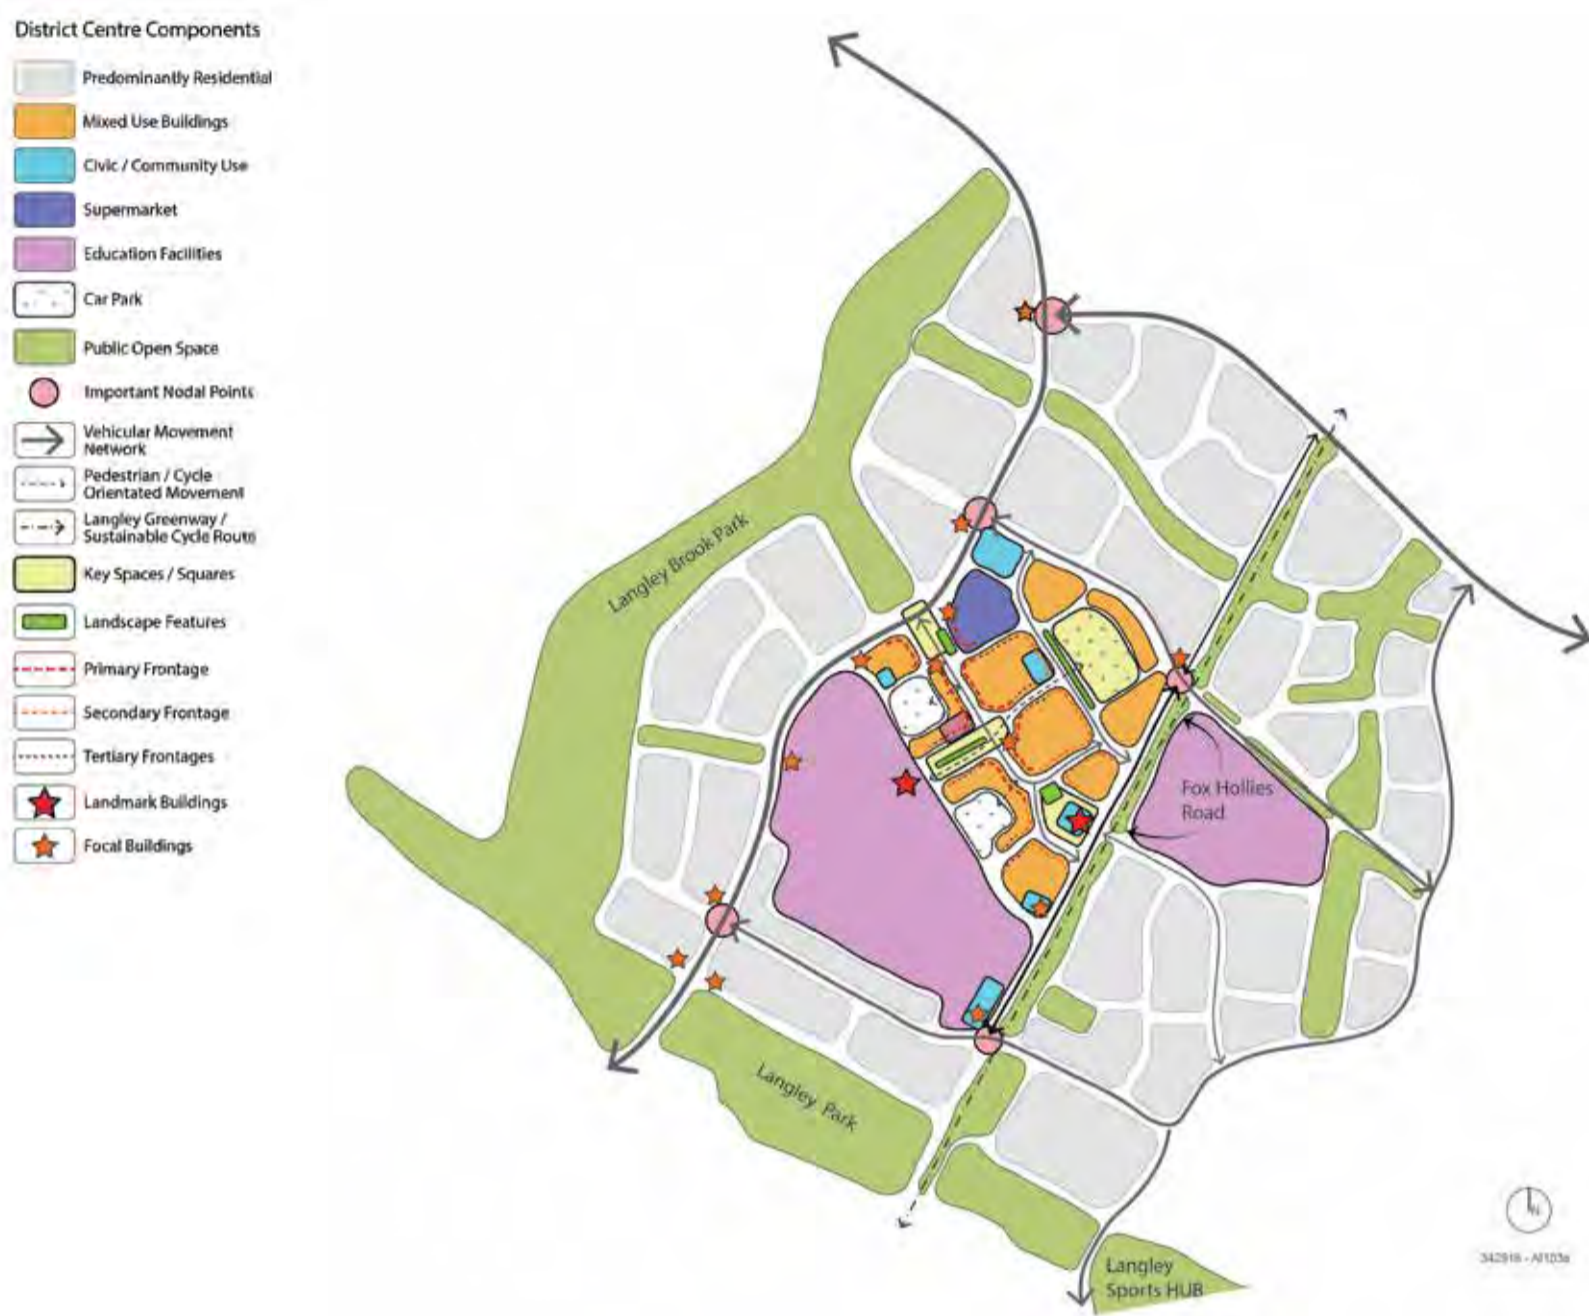 District Centre Components
Predominantly Residential
Mixed Use Buildings
Civic / Community Use
Supermarket
Education Facilities
Car Park
Public Open Space
Important Nodal Points
Vehicular Movement
Network
Pedestrian / Cycle
Orientated Movement
Langley Greenway /
Sustainable Cycle Route
Key Spaces / Squares
Landscape Features
Primary Frontage
Secondary Frontage
Tertiary Frontages
Landmark Buildings
Focal Buildings
Langley Brook Park
Fox Hollies
Road
Langley Park
Langley
Sports HUB
N